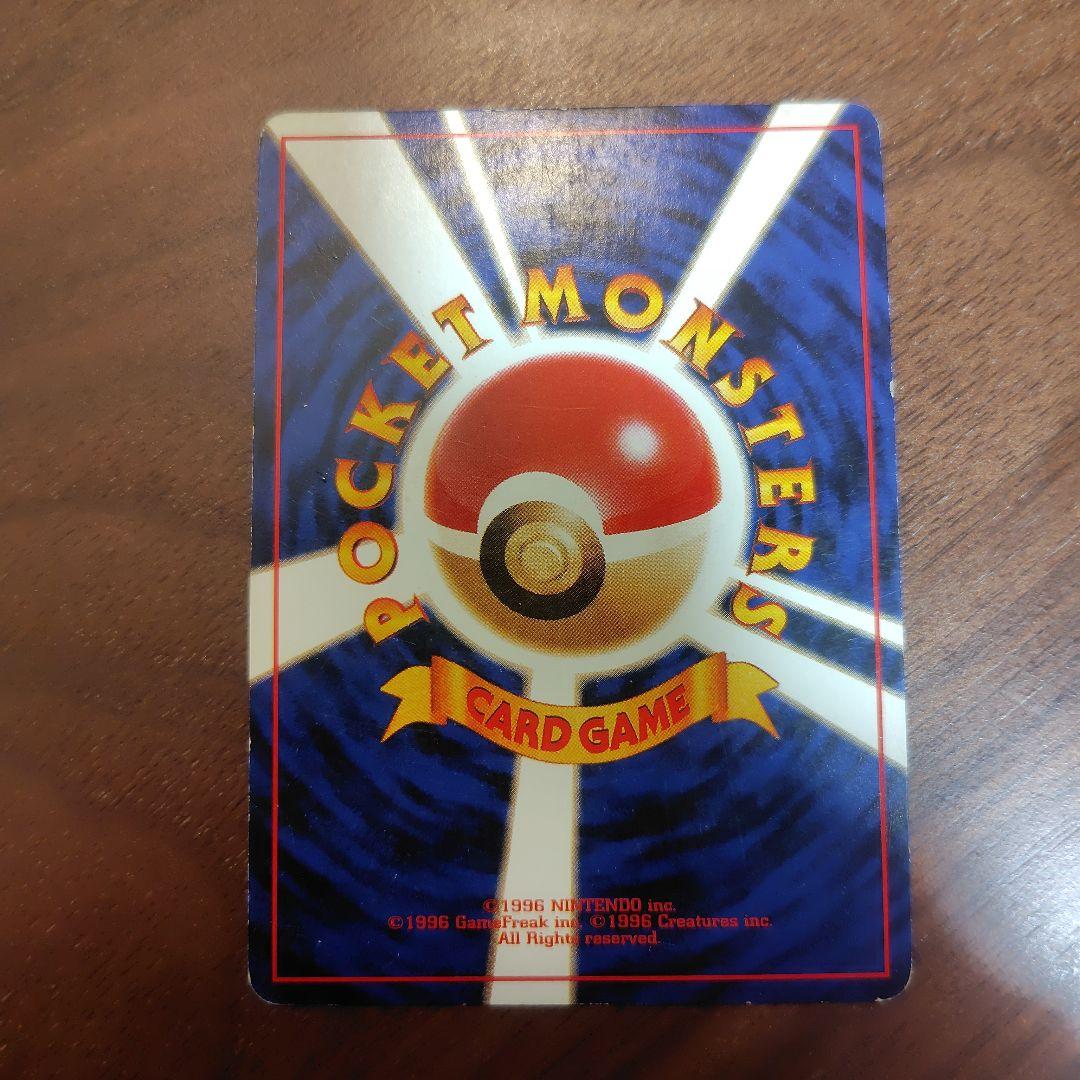 POCKET MONSTERS
CARD GAME
©1996 NINTENDO inc.
©1996 GameFreak inc. ©1996 Creatures inc.
All Rights reserved.